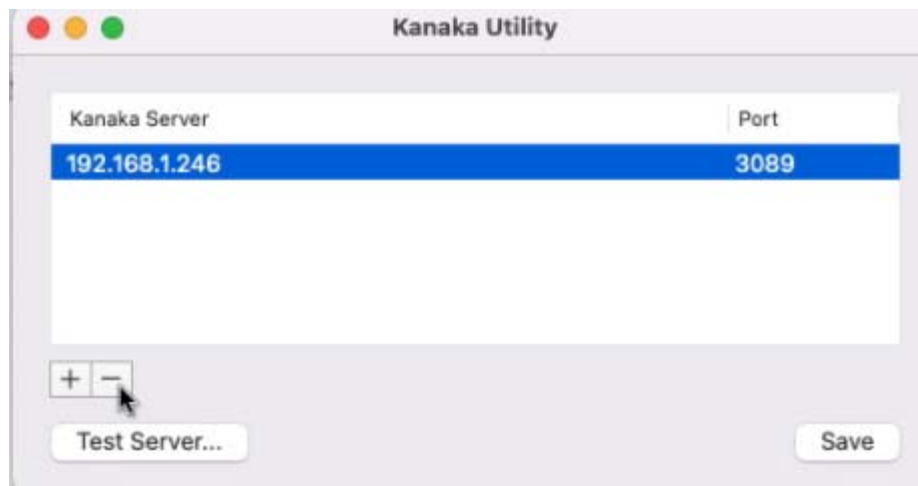 Kanaka Utility
Kanaka Server Port
192.168.1.246 3089
+ −
Test Server... Save